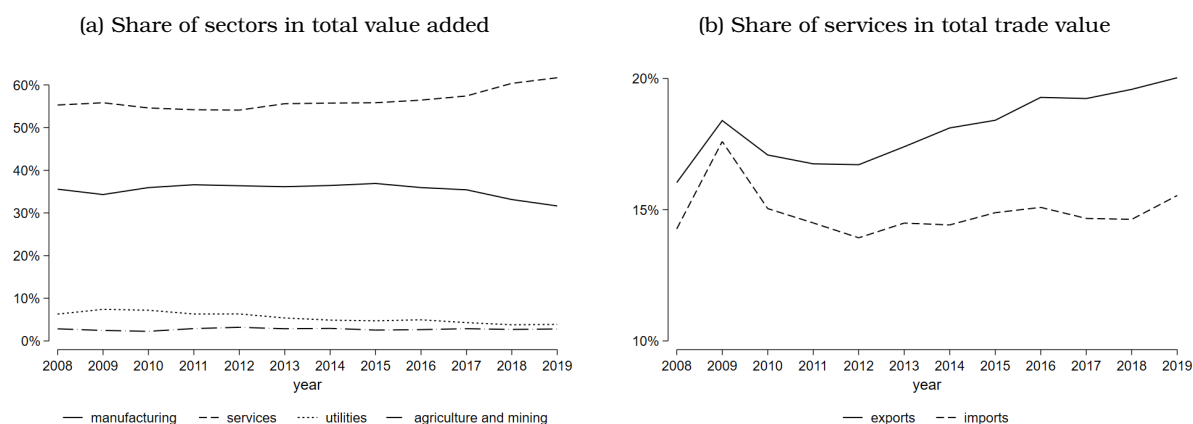 (a) Share of sectors in total value added
60%
50%
40%
30%
20%
10%
0%
2008 2009 2010 2011 2012 2013 2014 2015 2016 2017 2018 2019
year
manufacturing services utilities agriculture and mining
(b) Share of services in total trade value
20%
15%
10%
2008 2009 2010 2011 2012 2013 2014 2015 2016 2017 2018 2019
year
exports imports